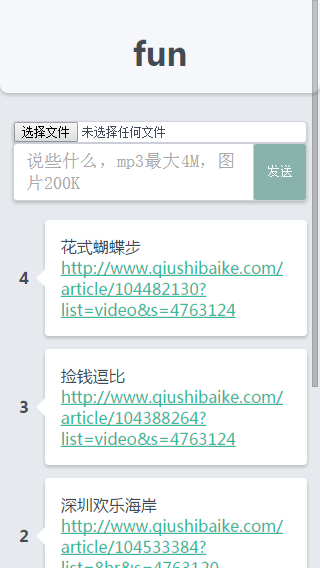 fun
选择文件 未选择任何文件
说些什么，mp3最大4M，图
片200K
发送
花式蝴蝶步
http://www.qiushibaike.com/
article/104482130?
list=video&s=4763124
4
捡钱逗比
http://www.qiushibaike.com/
article/104388264?
list=video&s=4763124
3
深圳欢乐海岸
http://www.qiushibaike.com/
article/104533384?
list=8hr&s=4763120
2